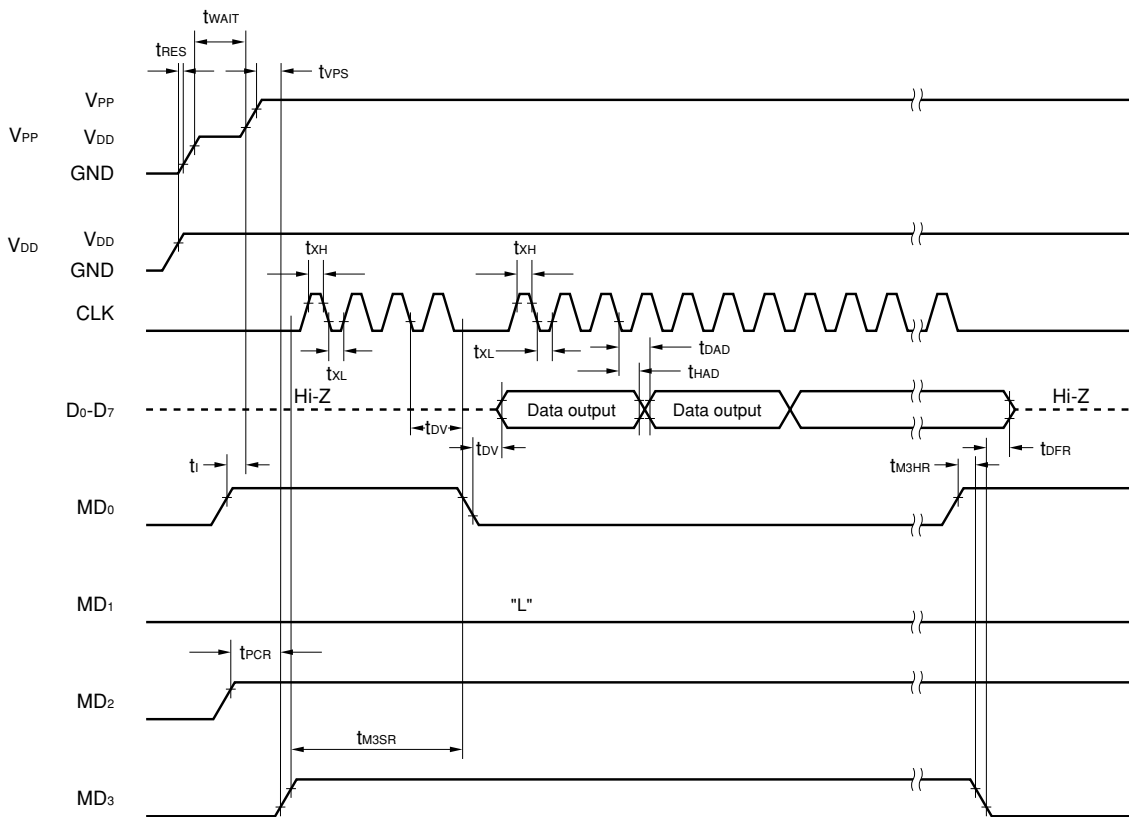 tWAIT
tRES
tVPS
VPP
VPP
VDD
GND
VDD
VDD
GND
tXH
tXH
CLK
tXL
tXL
tDAD
tHAD
D0-D7
Hi-Z
Data output
Data output
Hi-Z
tDV
tDV
tDFR
tI
tM3HR
MD0
MD1
"L"
tPCR
MD2
tM3SR
MD3